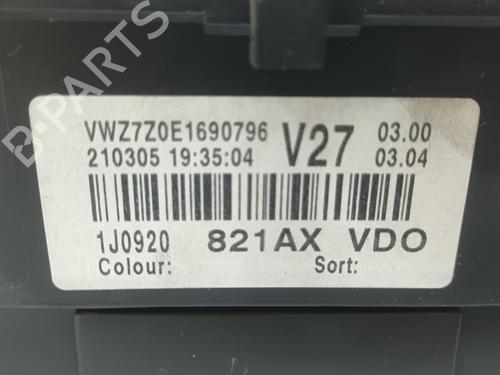 VWZ7Z0E1690796 V27 03.00
210305 19:35:04 03.04
1J0920 821AX VDO
Colour: Sort:
B-PARTS